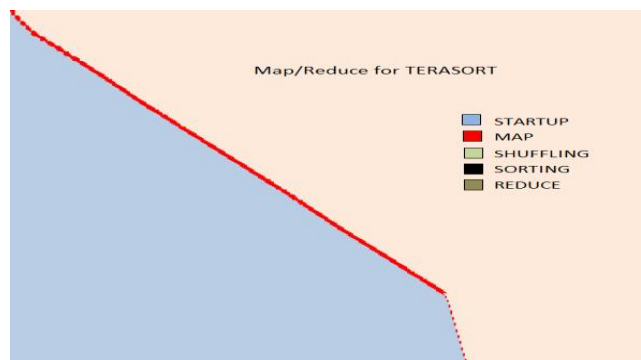 Map/Reduce for TERASORT
STARTUP
MAP
SHUFFLING
SORTING
REDUCE